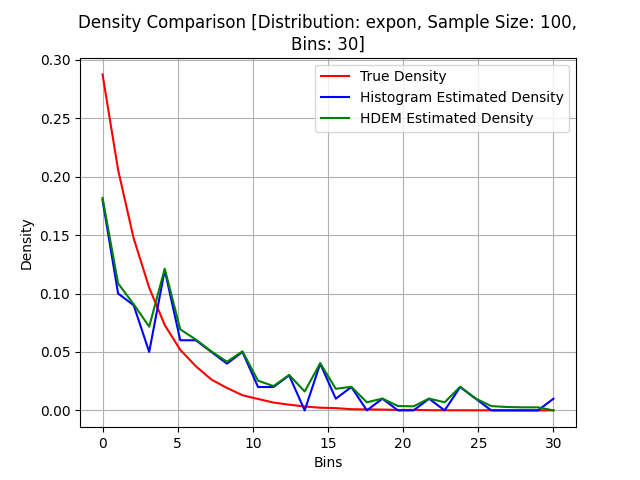 Density Comparison [Distribution: expon, Sample Size: 100,
Bins: 30]
True Density
Histogram Estimated Density
HDEM Estimated Density
Density
0.30
0.25
0.20
0.15
0.10
0.05
0.00
0 5 10 15 20 25 30
Bins